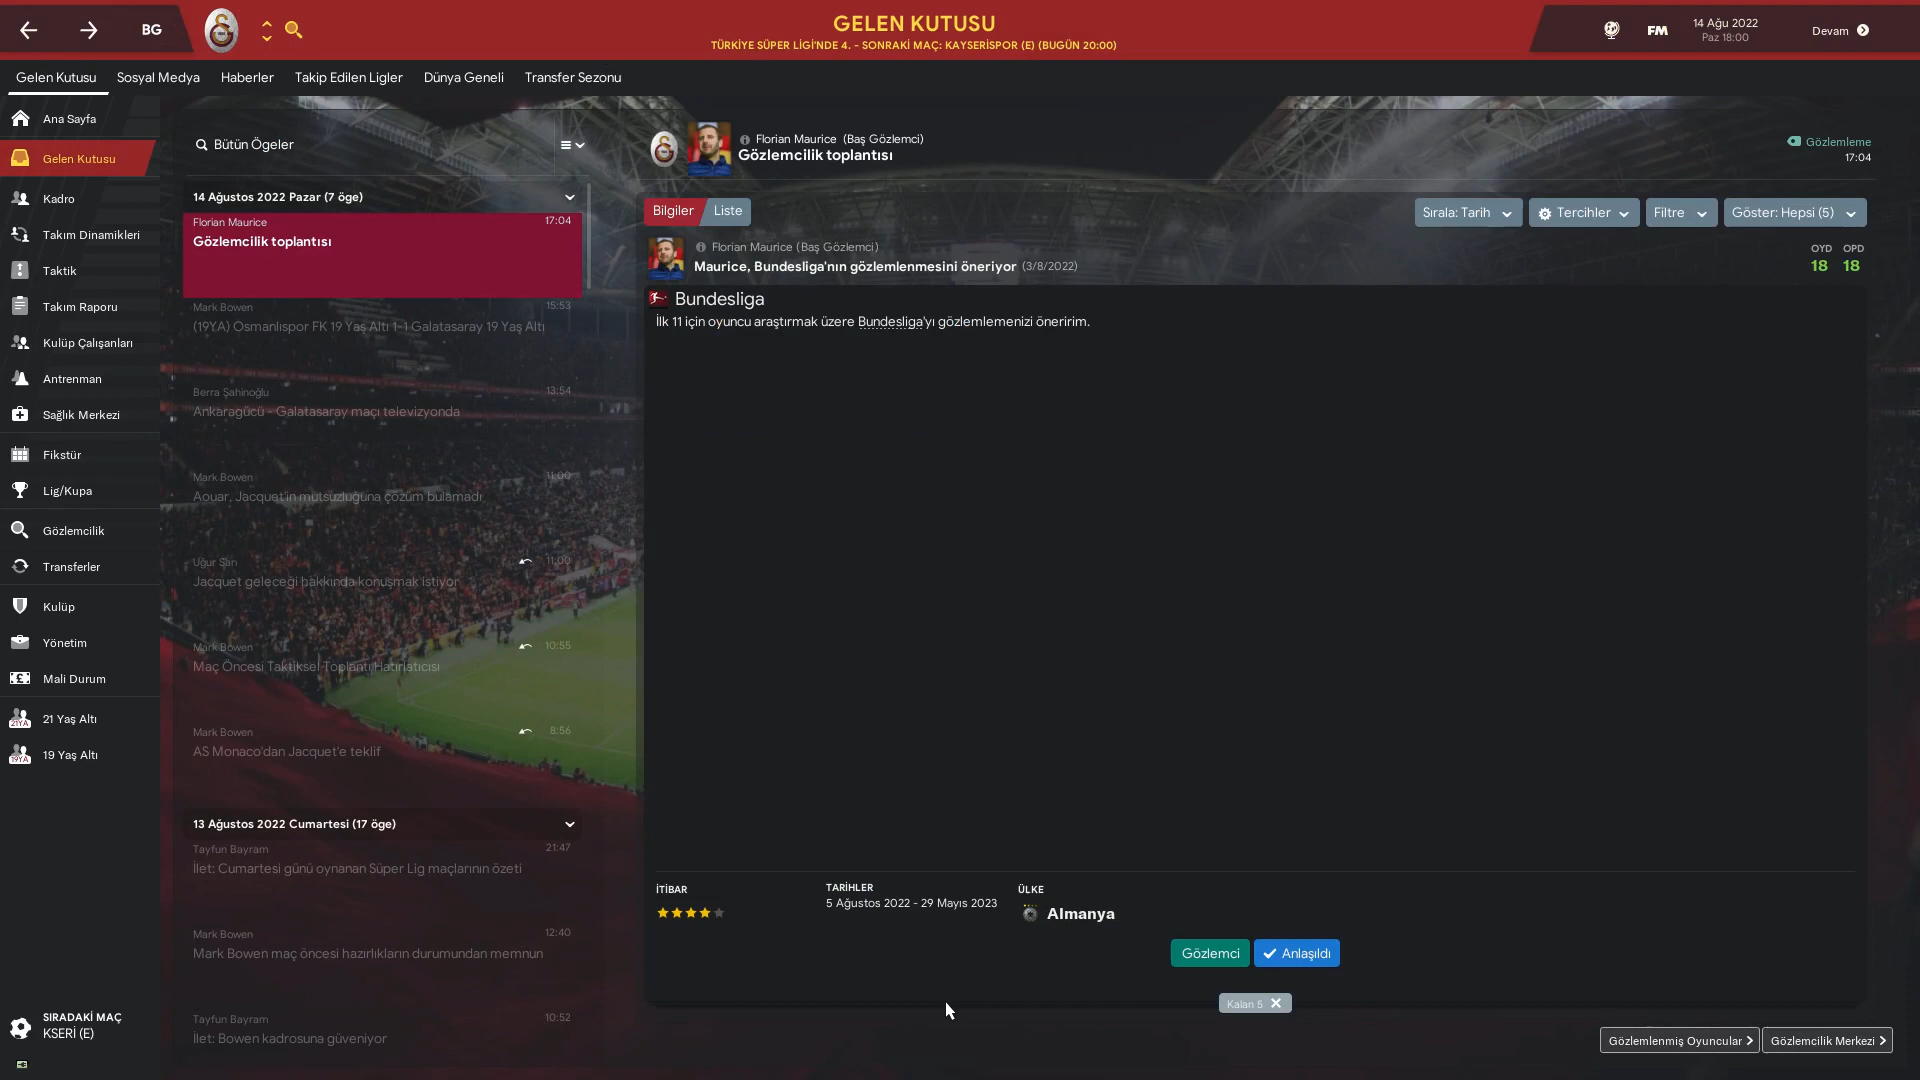 BG
GELEN KUTUSU
TÜRKİYE SÜPER LİGİ'NDE 4. - SONRAKİ MAÇ: KAYSERİSPOR (E) (BUGÜN 20:00)
FM
14 Ağu 2022
Paz 18:00
Devam
Gelen Kutusu
Sosyal Medya
Haberler
Takip Edilen Ligler
Dünya Geneli
Transfer Sezonu
Ana Sayfa
Gelen Kutusu
Kadro
Takım Dinamikleri
Taktik
Takım Raporu
Kulüp Çalışanları
Antrenman
Sağlık Merkezi
Fikstür
Lig/Kupa
Gözlemcilik
Transferler
Kulüp
Yönetim
Mali Durum
21YA
21 Yaş Altı
19YA
19 Yaş Altı
SIRADAKİ MAÇ
KSERİ (E)
Bütün Ögeler
14 Ağustos 2022 Pazar (7 öge)
Florian Maurice
17:04
Gözlemcilik toplantısı
Mark Bowen
15:53
(19YA) Osmanlıspor FK 19 Yaş Altı 1-1 Galatasaray 19 Yaş Altı
Berra Şahinoğlu
13:54
Ankaragücü - Galatasaray maçı televizyonda
Mark Bowen
11:00
Aouar, Jacquet'in mutsuzluğuna çözüm bulamadı
Uğur Sarı
11:00
Jacquet geleceği hakkında konuşmak istiyor
Mark Bowen
10:55
Maç Öncesi Taktiksel Toplantı Hatırlatıcısı
Mark Bowen
8:56
AS Monaco'dan Jacquet'e teklif
13 Ağustos 2022 Cumartesi (17 öge)
Tayfun Bayram
21:47
İlet: Cumartesi günü oynanan Süper Lig maçlarının özeti
Mark Bowen
12:40
Mark Bowen maç öncesi hazırlıkların durumundan memnun
Tayfun Bayram
10:52
İlet: Bowen kadrosuna güveniyor
Florian Maurice (Baş Gözlemci)
Gözlemcilik toplantısı
Gözlemleme
17:04
Bilgiler
Liste
Sırala: Tarih
Tercihler
Filtre
Göster: Hepsi (5)
Florian Maurice (Baş Gözlemci)
Maurice, Bundesliga'nın gözlemlenmesini öneriyor (3/8/2022)
OYD
OPD
18
18
Bundesliga
İlk 11 için oyuncu araştırmak üzere Bundesliga'yı gözlemlemenizi öneririm.
İTİBAR
TARİHLER
5 Ağustos 2022 - 29 Mayıs 2023
ÜLKE
Almanya
Gözlemci
Anlaşıldı
Kalan 5
Gözlemlenmiş Oyuncular
Gözlemcilik Merkezi